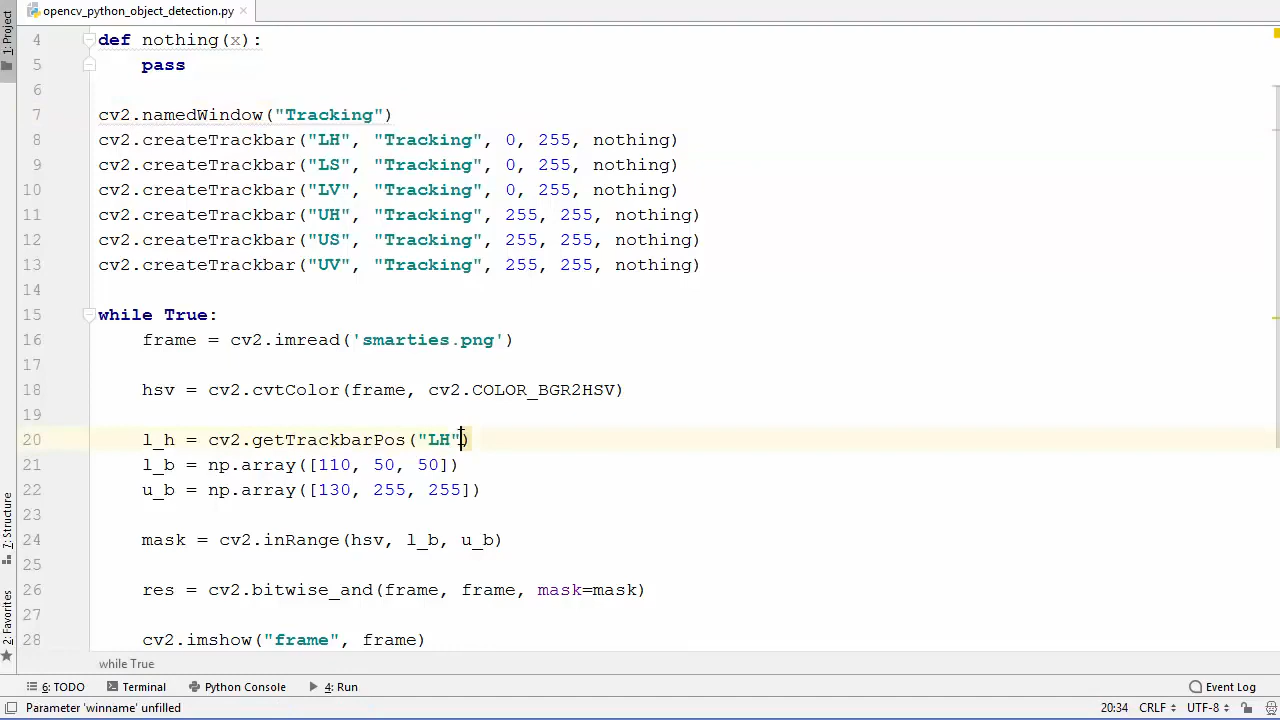 opencv_python_object_detection.py
1: Project
4 def nothing(x):
5 pass
6
7 cv2.namedWindow("Tracking")
8 cv2.createTrackbar("LH", "Tracking", 0, 255, nothing)
9 cv2.createTrackbar("LS", "Tracking", 0, 255, nothing)
10 cv2.createTrackbar("LV", "Tracking", 0, 255, nothing)
11 cv2.createTrackbar("UH", "Tracking", 255, 255, nothing)
12 cv2.createTrackbar("US", "Tracking", 255, 255, nothing)
13 cv2.createTrackbar("UV", "Tracking", 255, 255, nothing)
14
15 while True:
16 frame = cv2.imread('smarties.png')
17
18 hsv = cv2.cvtColor(frame, cv2.COLOR_BGR2HSV)
19
20 l_h = cv2.getTrackbarPos("LH")
21 l_b = np.array([110, 50, 50])
22 u_b = np.array([130, 255, 255])
23
24 mask = cv2.inRange(hsv, l_b, u_b)
25
26 res = cv2.bitwise_and(frame, frame, mask=mask)
27
28 cv2.imshow("frame", frame)
7: Structure
2: Favorites
while True
6: TODO Terminal Python Console 4: Run Event Log
Parameter 'winname' unfilled 20:34 CRLF UTF-8